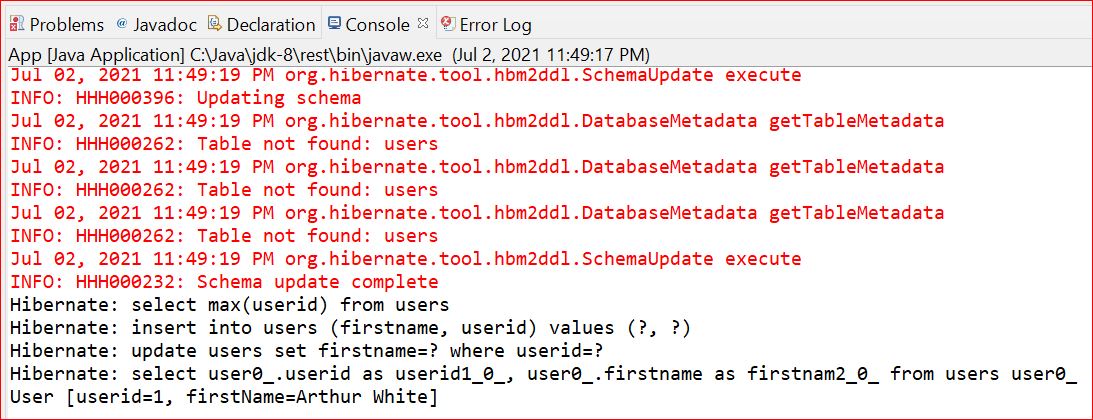 Problems @ Javadoc Declaration Console Error Log
App [Java Application] C:\Java\jdk-8\rest\bin\javaw.exe (Jul 2, 2021 11:49:17 PM)
Jul 02, 2021 11:49:19 PM org.hibernate.tool.hbm2ddl.SchemaUpdate execute
INFO: HHH000396: Updating schema
Jul 02, 2021 11:49:19 PM org.hibernate.tool.hbm2ddl.DatabaseMetadata getTableMetadata
INFO: HHH000262: Table not found: users
Jul 02, 2021 11:49:19 PM org.hibernate.tool.hbm2ddl.DatabaseMetadata getTableMetadata
INFO: HHH000262: Table not found: users
Jul 02, 2021 11:49:19 PM org.hibernate.tool.hbm2ddl.DatabaseMetadata getTableMetadata
INFO: HHH000262: Table not found: users
Jul 02, 2021 11:49:19 PM org.hibernate.tool.hbm2ddl.SchemaUpdate execute
INFO: HHH000232: Schema update complete
Hibernate: select max(userid) from users
Hibernate: insert into users (firstname, userid) values (?, ?)
Hibernate: update users set firstname=? where userid=?
Hibernate: select user0_.userid as userid1_0_, user0_.firstname as firstnam2_0_ from users user0_
User [userid=1, firstName=Arthur White]